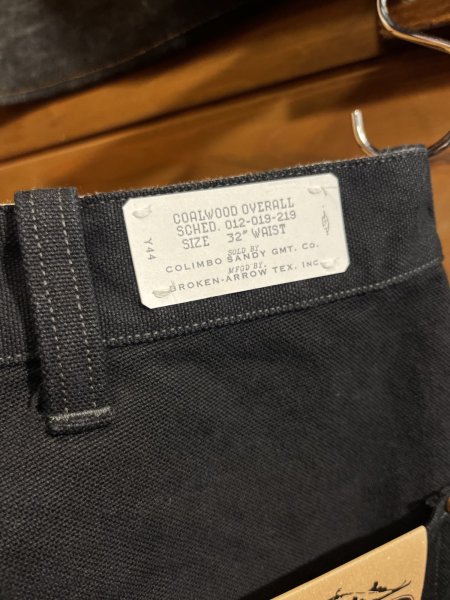 COALWOOD OVERALL
SCHED. 012-019-219
SIZE 32" WAIST
SOLD BY
COLIMBO SANDY GMT. CO.
MFG'D BY
BROKEN-ARROW TEX. INC.
Y44